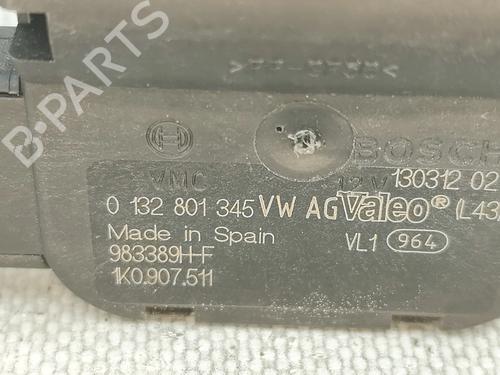 B-PARTS
BOSCH
VMC 12V 130312 02
0 132 801 345 VW AG Valeo® (L43)
Made in Spain VL1 964
983389H-F
1K0.907.511